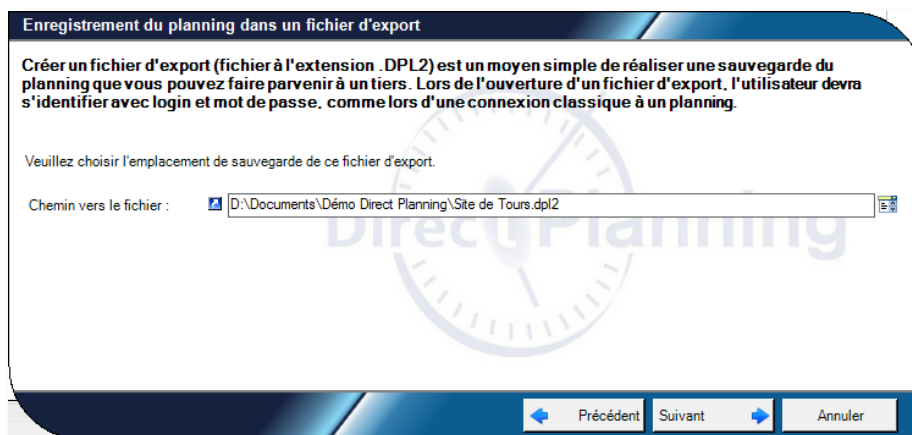 Enregistrement du planning dans un fichier d'export
Créer un fichier d'export (fichier à l'extension .DPL2) est un moyen simple de réaliser une sauvegarde du
planning que vous pouvez faire parvenir à un tiers. Lors de l'ouverture d'un fichier d'export, l'utilisateur devra
s'identifier avec login et mot de passe, comme lors d'une connexion classique à un planning.
Veuillez choisir l'emplacement de sauvegarde de ce fichier d'export.
Chemin vers le fichier : D:\Documents\Démo Direct Planning\Site de Tours.dpl2
Direct Planning
Précédent Suivant Annuler